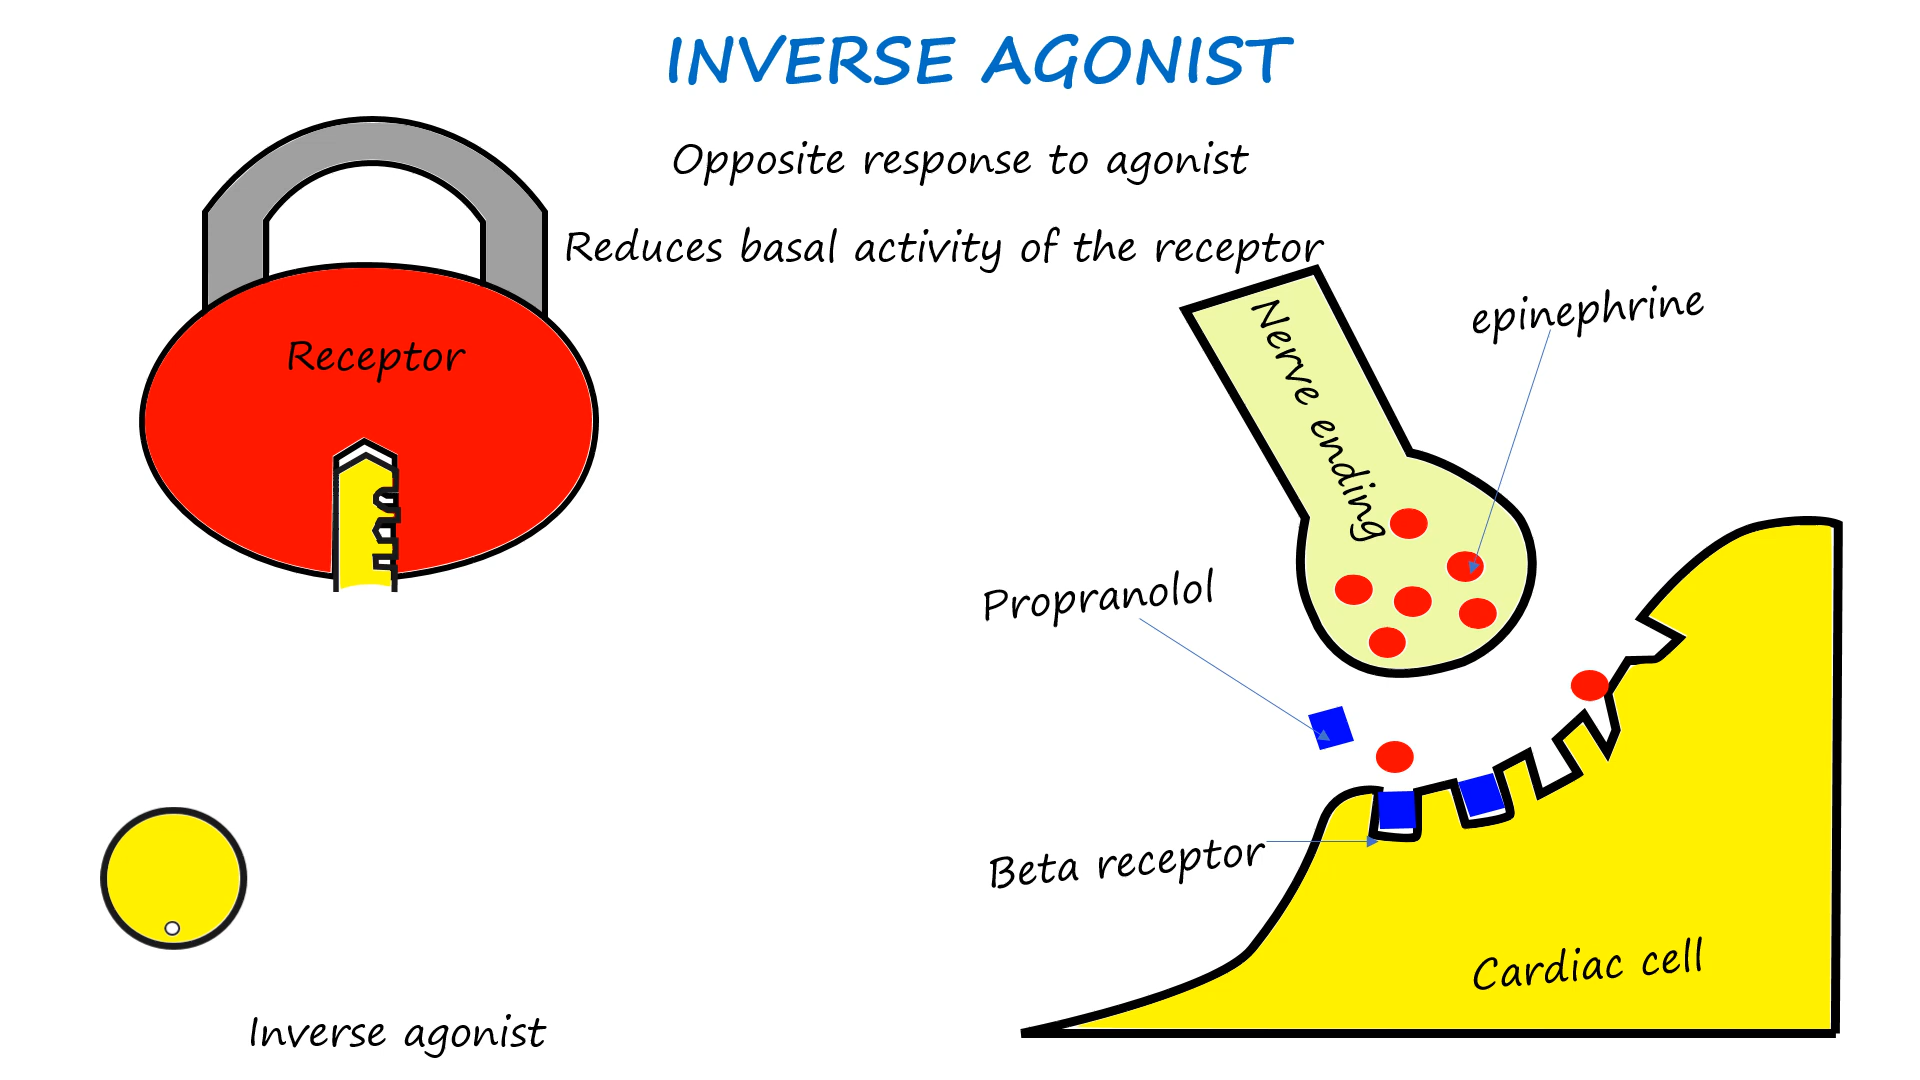 INVERSE AGONIST
Opposite response to agonist
Reduces basal activity of the receptor
Receptor
Nerve ending
epinephrine
Propranolol
Beta receptor
Cardiac cell
Inverse agonist